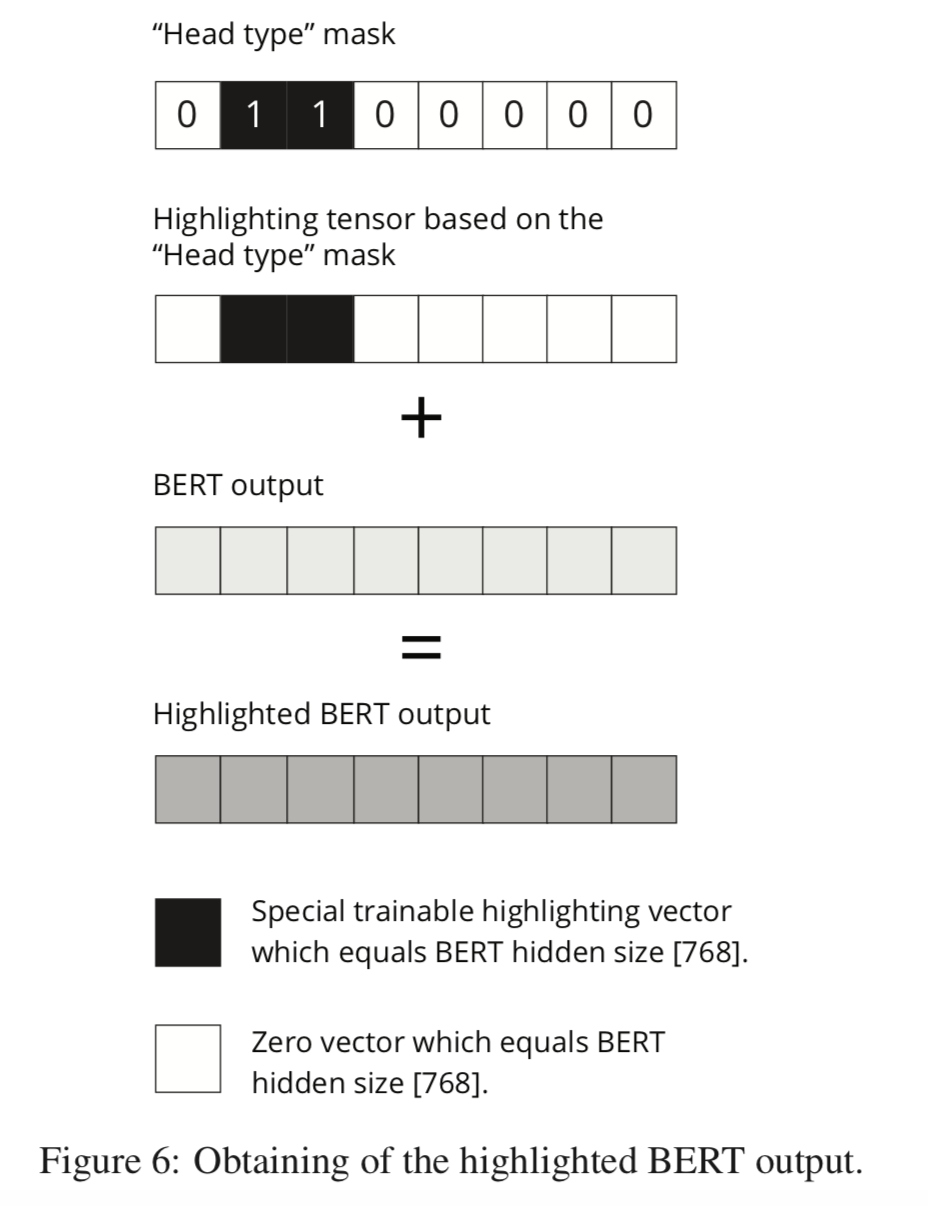 “Head type” mask
0 1 1 0 0 0 0 0
Highlighting tensor based on the
“Head type” mask
+
BERT output
=
Highlighted BERT output
Special trainable highlighting vector
which equals BERT hidden size [768].
Zero vector which equals BERT
hidden size [768].
Figure 6: Obtaining of the highlighted BERT output.